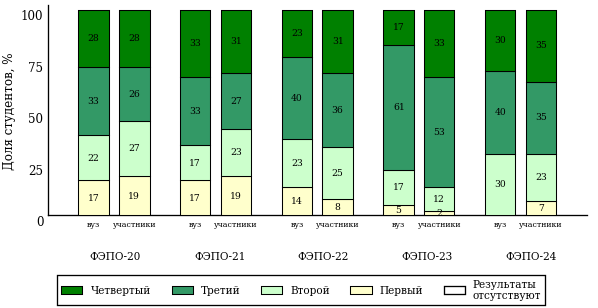 100
75
50
25
0
Доля студентов, %
28 28 33 31 23 31 17 33 30 35
33 26 33 27 40 36 61 53 40 35
22 27 17 23 23 25 17 12 30 23
17 19 17 19 14 8 5 2 7
вуз участники вуз участники вуз участники вуз участники вуз участники
ФЭПО-20 ФЭПО-21 ФЭПО-22 ФЭПО-23 ФЭПО-24
Четвертый Третий Второй Первый Результаты
отсутствуют